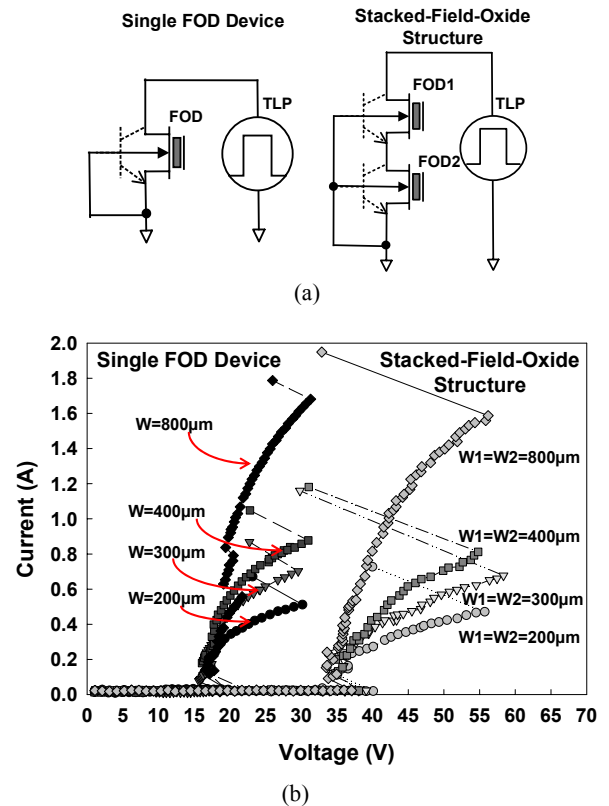 Single FOD Device
Stacked-Field-Oxide
Structure
FOD
TLP
FOD1
FOD2
TLP
(a)
Single FOD Device
Stacked-Field-Oxide
Structure
W=800µm
W=400µm
W=300µm
W=200µm
W1=W2=800µm
W1=W2=400µm
W1=W2=300µm
W1=W2=200µm
Current (A)
2.0
1.8
1.6
1.4
1.2
1.0
0.8
0.6
0.4
0.2
0.0
0 5 10 15 20 25 30 35 40 45 50 55 60 65 70
Voltage (V)
(b)